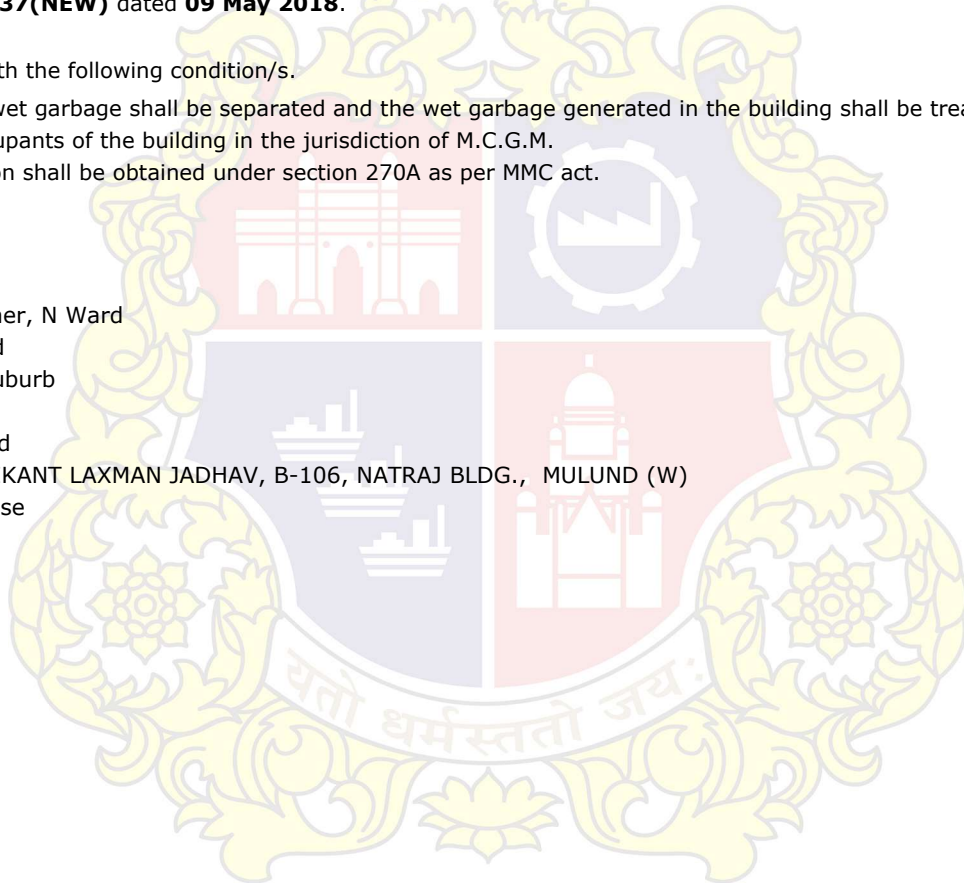 37(NEW) dated 09 May 2018.
th the following condition/s.
wet garbage shall be separated and the wet garbage generated in the building shall be trea
upants of the building in the jurisdiction of M.C.G.M.
on shall be obtained under section 270A as per MMC act.
er, N Ward
d
uburb
d
KANT LAXMAN JADHAV, B-106, NATRAJ BLDG., MULUND (W)
se
यतो धर्मस्ततो जय: